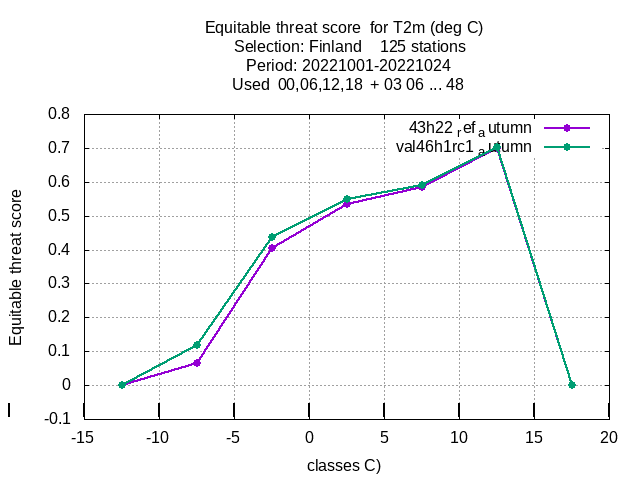 Equitable threat score  for T2m (deg C)
Selection: Finland    125 stations
Period: 20221001-20221024
Used  00,06,12,18  + 03 06 ... 48
43h22 ref a utumn
val46h1rc1 a utumn
0.8
0.7
0.6
0.5
0.4
0.3
0.2
0.1
0
-0.1
Equitable threat score
-15 -10 -5 0 5 10 15 20
classes C)